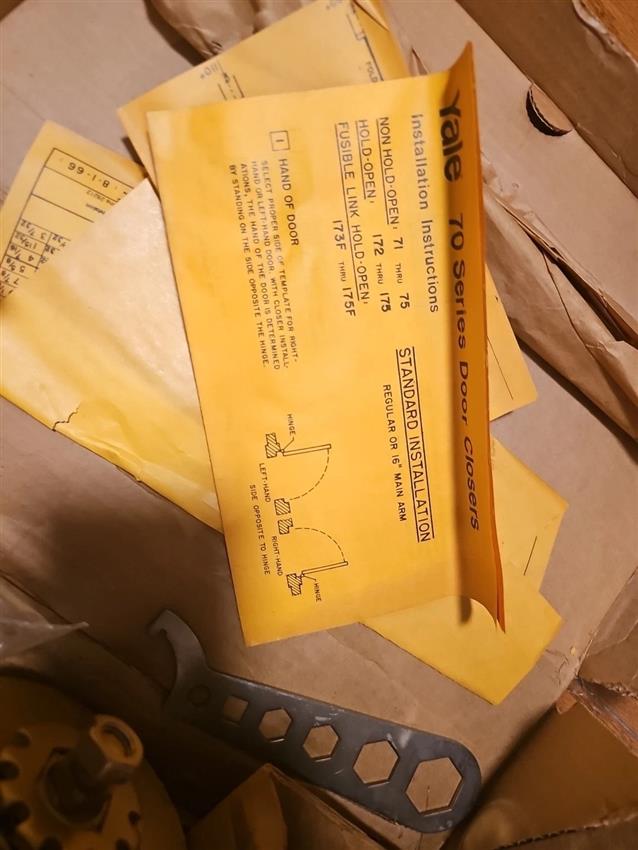 Yale 70 Series Door Closers
Installation Instructions
NON HOLD-OPEN: 71 THRU 75
HOLD-OPEN: 172 THRU 175
FUSIBLE LINK HOLD-OPEN:
173F THRU 175F
STANDARD INSTALLATION
REGULAR OR 16" MAIN ARM
1 HAND OF DOOR
SELECT PROPER SIDE OF TEMPLATE FOR RIGHT-
HAND OR LEFT-HAND DOOR. WITH CLOSER INSTALL-
ATIONS, THE HAND OF THE DOOR IS DETERMINED
BY STANDING ON THE SIDE OPPOSITE THE HINGE.
HINGE
LEFT-HAND
RIGHT-HAND
HINGE
SIDE OPPOSITE TO HINGE
FOLD
8-1-66